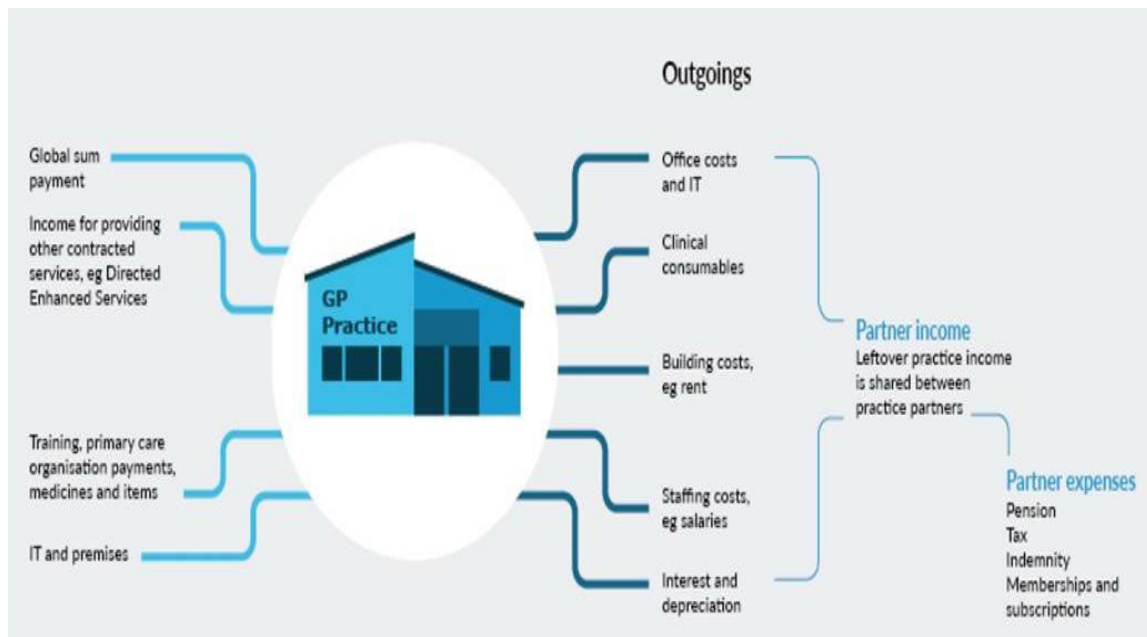 Outgoings
Global sum
payment
Income for providing
other contracted
services, eg Directed
Enhanced Services
Training, primary care
organisation payments,
medicines and items
IT and premises
GP
Practice
Office costs
and IT
Clinical
consumables
Building costs,
eg rent
Staffing costs,
eg salaries
Interest and
depreciation
Partner income
Leftover practice income
is shared between
practice partners
Partner expenses
Pension
Tax
Indemnity
Memberships and
subscriptions